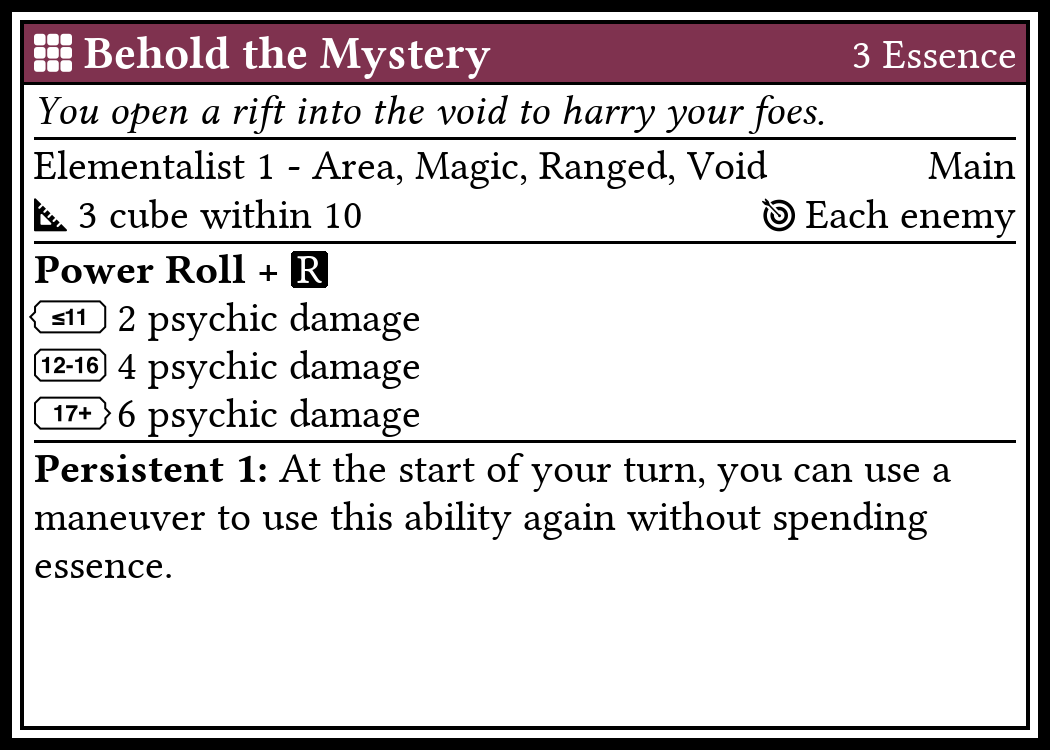 Behold the Mystery 3 Essence
You open a rift into the void to harry your foes.
Elementalist 1 - Area, Magic, Ranged, Void Main
3 cube within 10 Each enemy
Power Roll + R
≤11 2 psychic damage
12-16 4 psychic damage
17+ 6 psychic damage
Persistent 1: At the start of your turn, you can use a
maneuver to use this ability again without spending
essence.